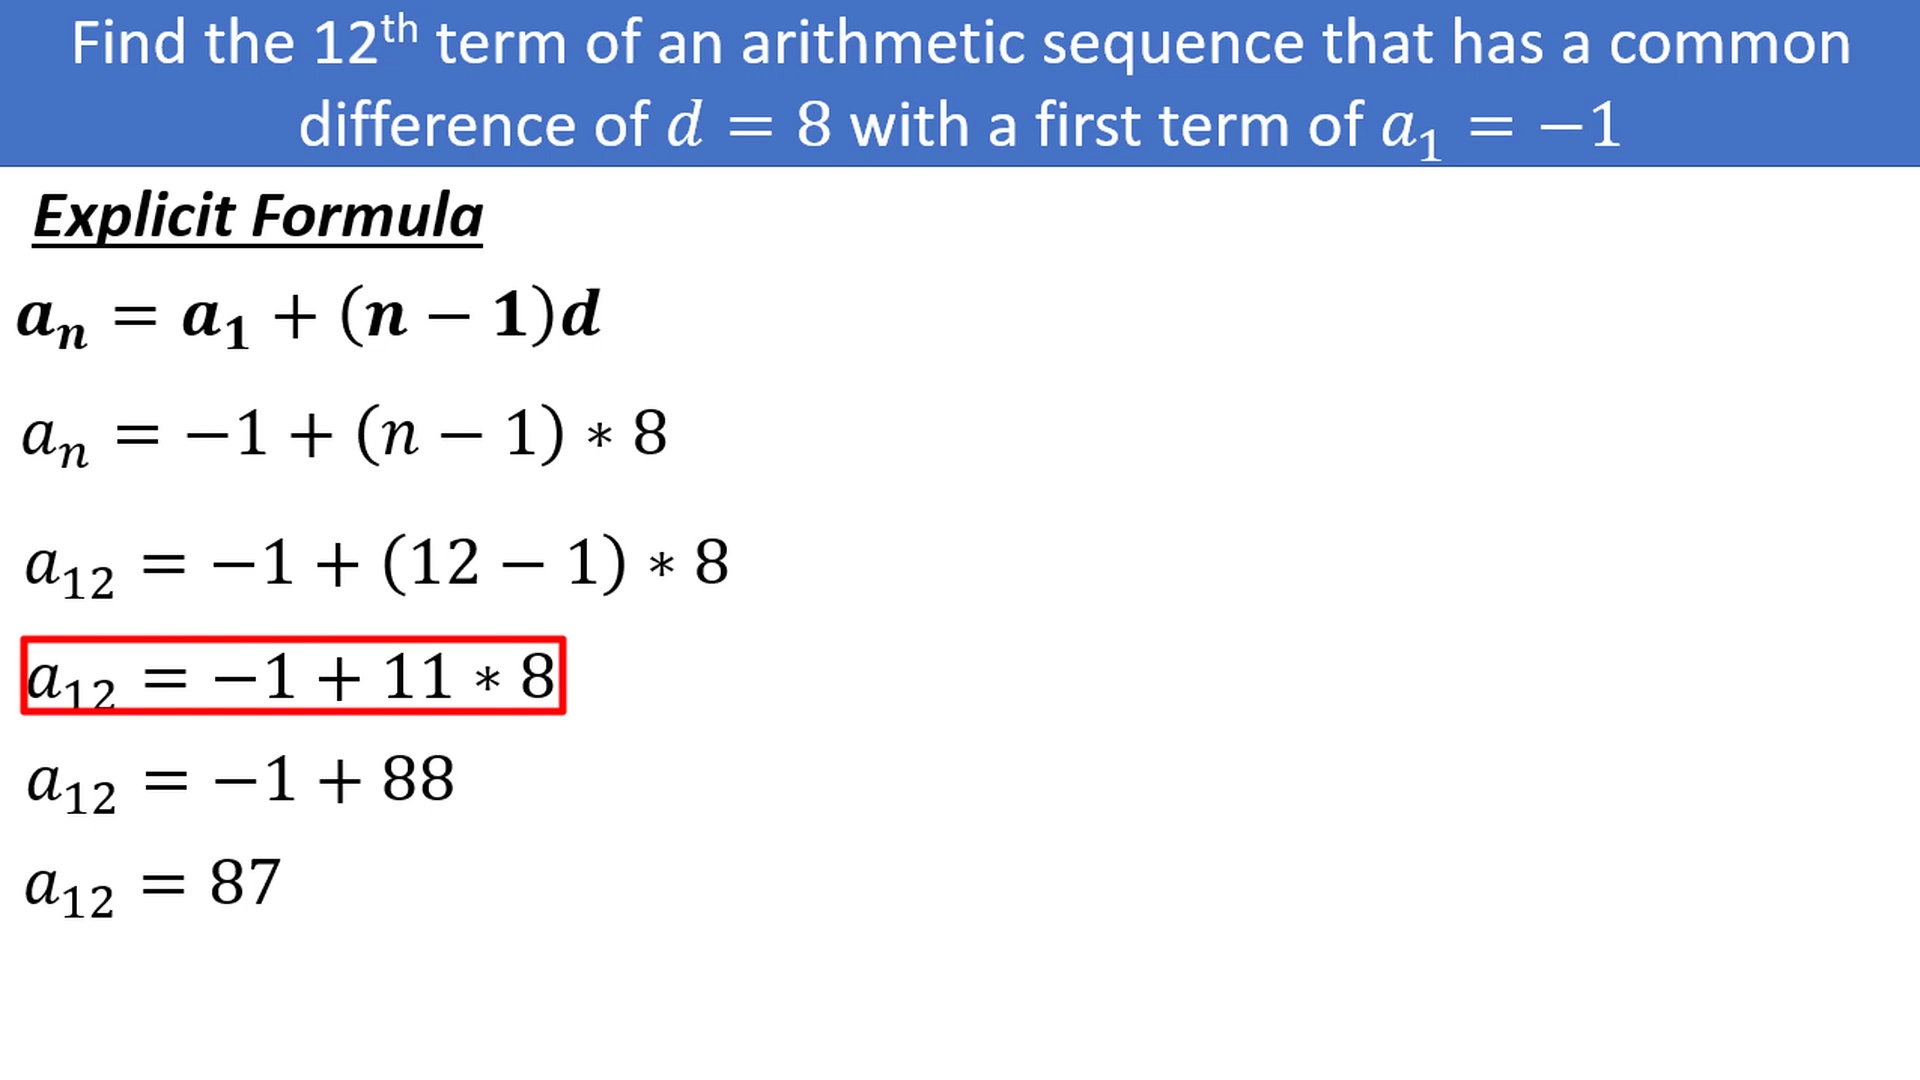 Find the 12ᵗʰ term of an arithmetic sequence that has a common
difference of d = 8 with a first term of a₁ = −1
Explicit Formula
aₙ = a₁ + (n − 1)d
aₙ = −1 + (n − 1) ∗ 8
a₁₂ = −1 + (12 − 1) ∗ 8
a₁₂ = −1 + 11 ∗ 8
a₁₂ = −1 + 88
a₁₂ = 87